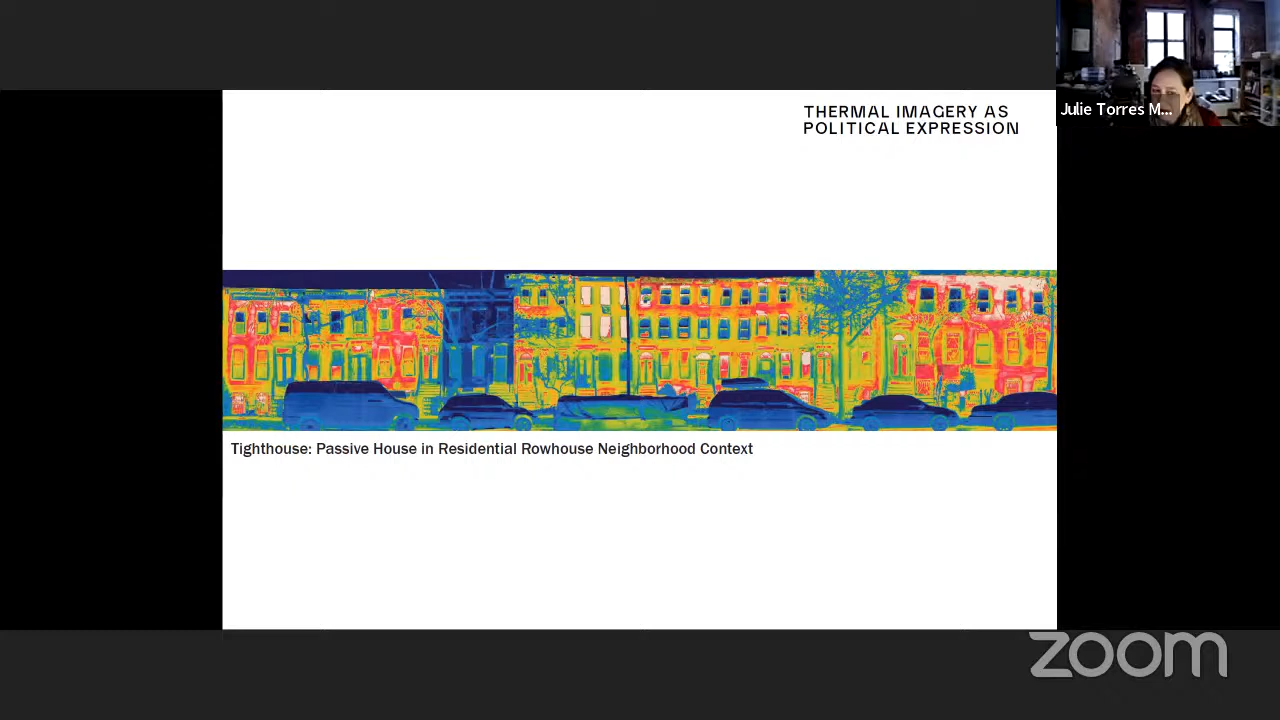 THERMAL IMAGERY AS
POLITICAL EXPRESSION
Julie Torres M...
Tighthouse: Passive House in Residential Rowhouse Neighborhood Context
zoom